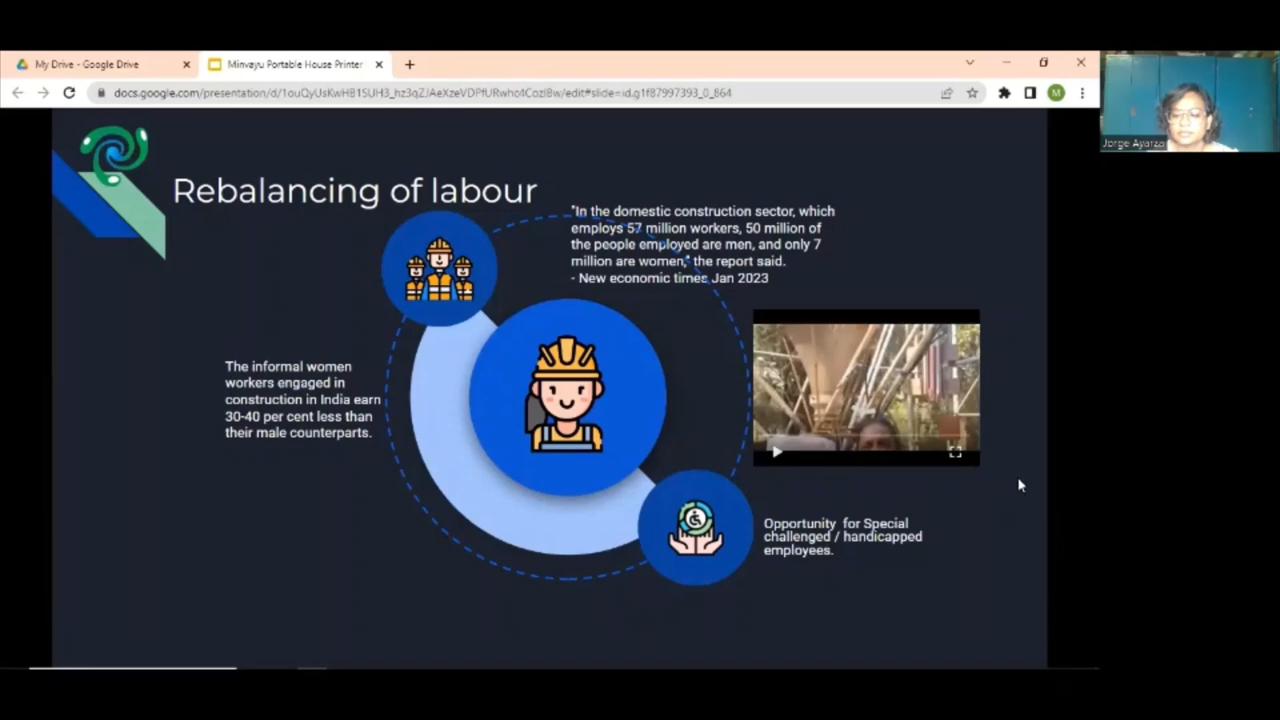 My Drive - Google Drive
Minvayu Portable House Printer
docs.google.com/presentation/d/1ouQyUsKwHB1SUH3_hz3qZJAeXzeVDPfURwho4CozI8w/edit#slide=id.g1f87997393_0_864
M
Jorge Ayarza
Rebalancing of labour
"In the domestic construction sector, which
employs 57 million workers, 50 million of
the people employed are men, and only 7
million are women," the report said.
- New economic times Jan 2023
The informal women
workers engaged in
construction in India earn
30-40 per cent less than
their male counterparts.
Opportunity for Special
challenged / handicapped
employees.